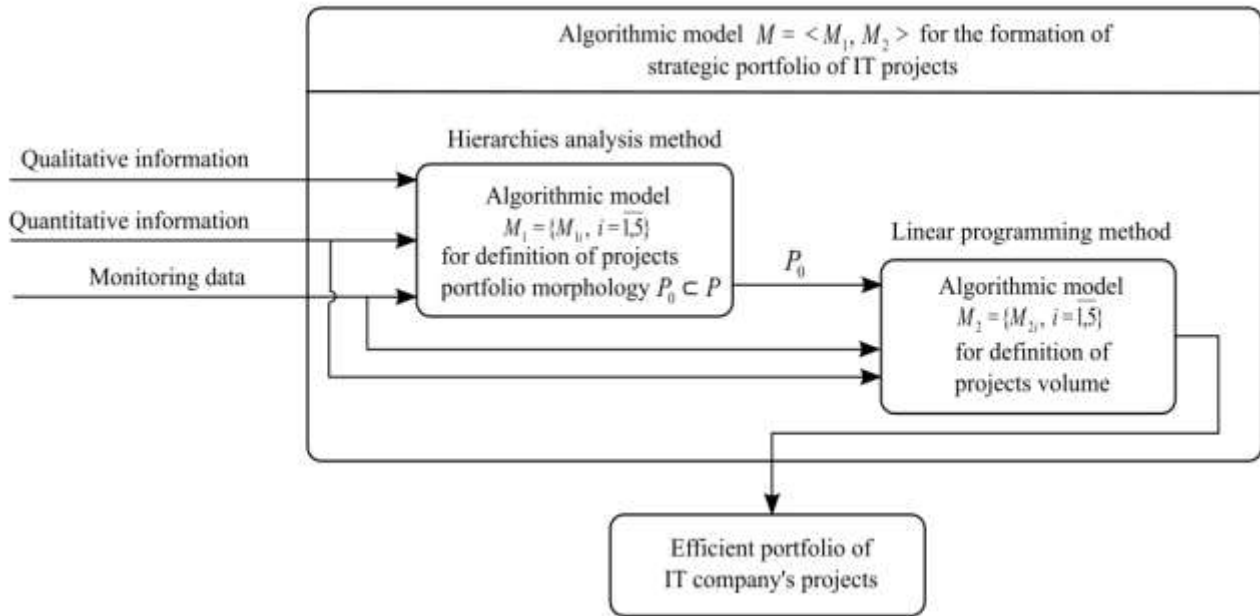 Algorithmic model M = < M₁, M₂ > for the formation of
strategic portfolio of IT projects
Hierarchies analysis method
Qualitative information
Quantitative information
Monitoring data
Algorithmic model
M₁ = {M₁ᵢ, i = 1,5}
for definition of projects
portfolio morphology P₀ ⊂ P
P₀
Linear programming method
Algorithmic model
M₂ = {M₂ᵢ, i = 1,5}
for definition of
projects volume
Efficient portfolio of
IT company's projects